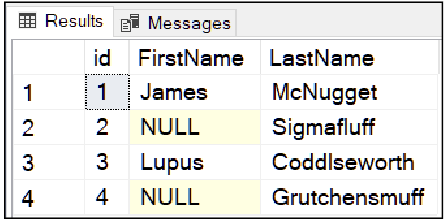 Results Messages
id FirstName LastName
1 1 James McNugget
2 2 NULL Sigmafluff
3 3 Lupus Coddlseworth
4 4 NULL Grutchensmuff